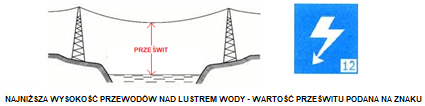 PRZEŚWIT
12
NAJNIŻSZA WYSOKOŚĆ PRZEWODÓW NAD LUSTREM WODY - WARTOŚĆ PRZEŚWITU PODANA NA ZNAKU